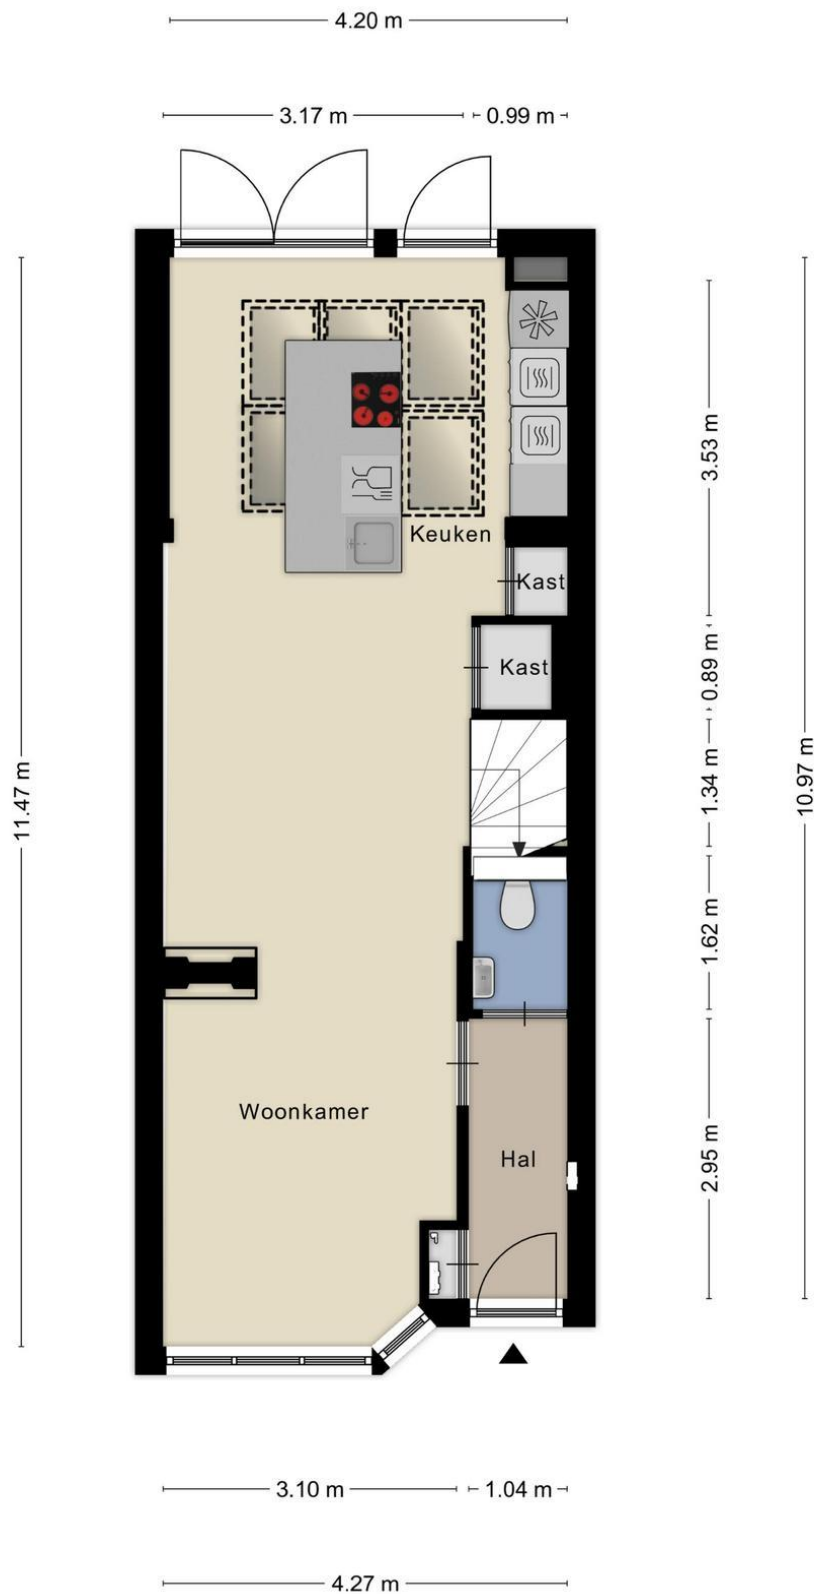 4.20 m
3.17 m
0.99 m
3.53 m
Keuken
Kast
0.89 m
Kast
11.47 m
1.34 m
10.97 m
1.62 m
Woonkamer
Hal
2.95 m
3.10 m
1.04 m
4.27 m